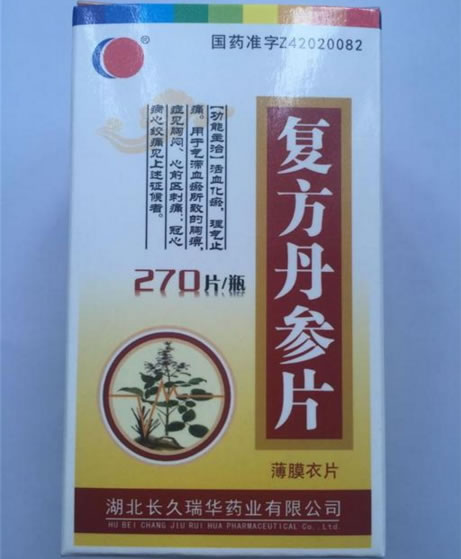 ®
国药准字Z42020082
复方丹参片
【功能主治】活血化瘀，理气止
痛。用于气滞血瘀所致的胸痹，
症见胸闷、心前区刺痛；冠心
病心绞痛见上述证候者。
270片/瓶
薄膜衣片
湖北长久瑞华药业有限公司
HU BEI CHANG JIU RUI HUA PHARMACEUTICAL Co., Ltd.